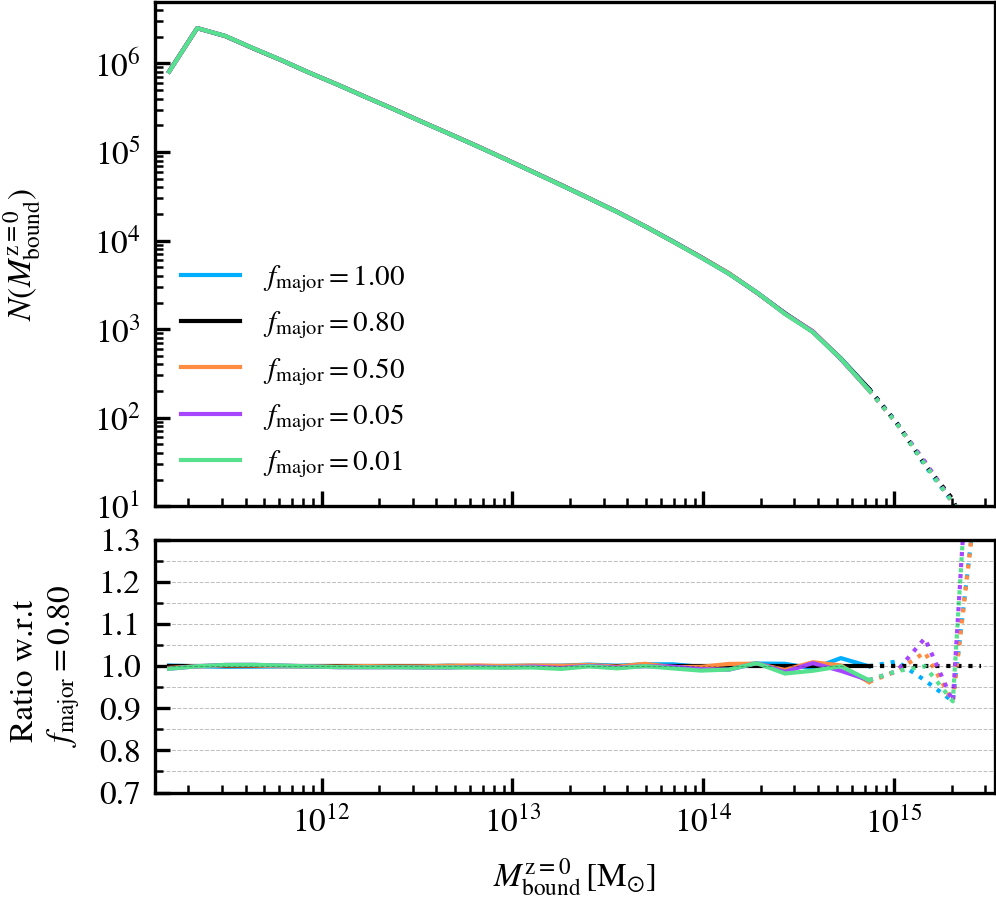 10^6
10^5
10^4
10^3
10^2
10^1
N(M_bound^z=0)
f_major = 1.00
f_major = 0.80
f_major = 0.50
f_major = 0.05
f_major = 0.01
1.3
1.2
1.1
1.0
0.9
0.8
0.7
Ratio w.r.t
f_major = 0.80
10^12 10^13 10^14 10^15
M_bound^z=0 [M_⊙]